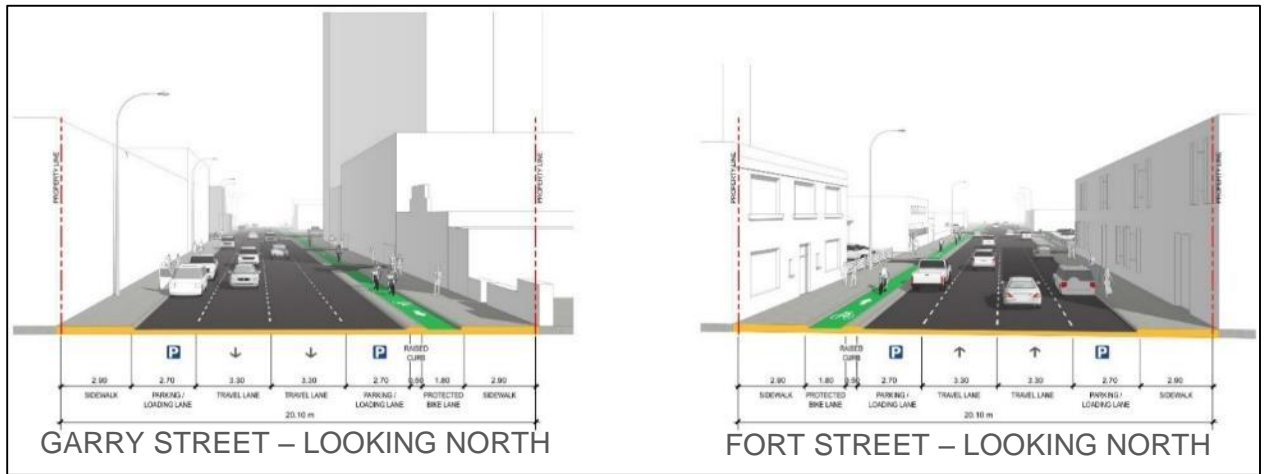 PROPERTY LINE
PROPERTY LINE
P
P
RAISED CURB
2.90 2.70 3.30 3.30 2.70 0.50 1.80 2.90
SIDEWALK PARKING / LOADING LANE TRAVEL LANE TRAVEL LANE PARKING / LOADING LANE PROTECTED BIKE LANE SIDEWALK
20.10 m
GARRY STREET – LOOKING NORTH
PROPERTY LINE
PROPERTY LINE
RAISED CURB
P
P
2.90 1.80 0.50 2.70 3.30 3.30 2.70 2.90
SIDEWALK PROTECTED BIKE LANE PARKING / LOADING LANE TRAVEL LANE TRAVEL LANE PARKING / LOADING LANE SIDEWALK
20.10 m
FORT STREET – LOOKING NORTH